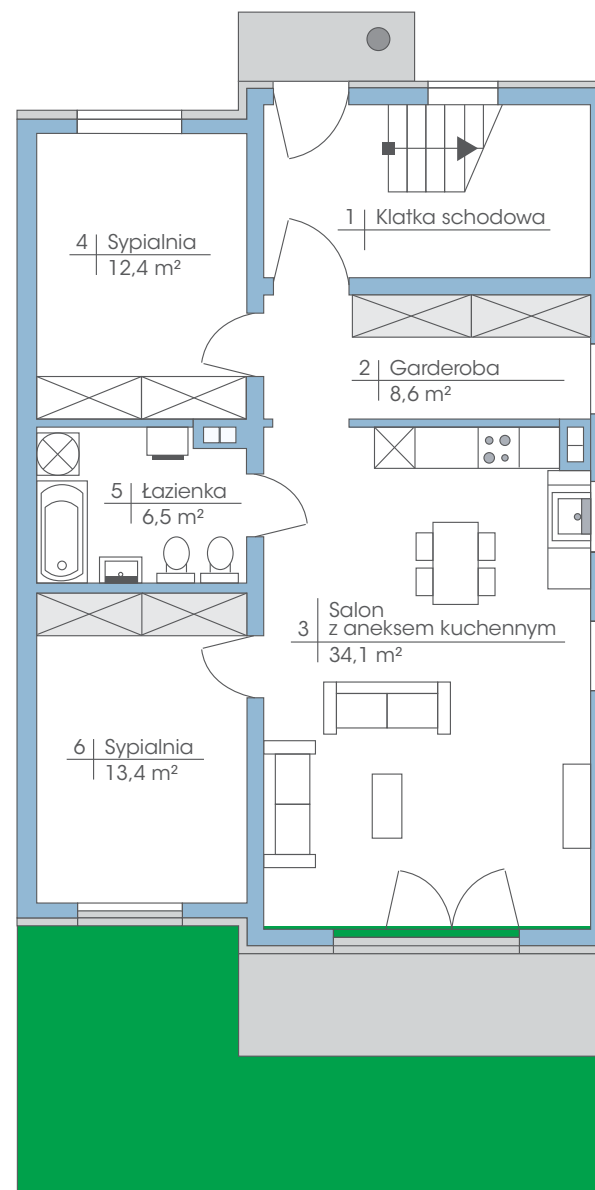 1 Klatka schodowa
4 Sypialnia
12,4 m²
2 Garderoba
8,6 m²
5 Łazienka
6,5 m²
3 Salon
z aneksem kuchennym
34,1 m²
6 Sypialnia
13,4 m²